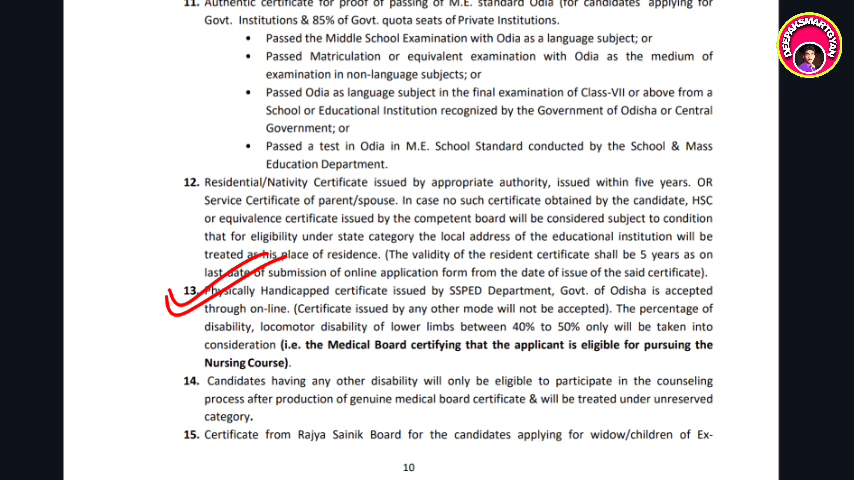 11. Authentic certificate for proof of passing of M.E. standard Odia (for candidates applying for
Govt. Institutions & 85% of Govt. quota seats of Private Institutions.
• Passed the Middle School Examination with Odia as a language subject; or
• Passed Matriculation or equivalent examination with Odia as the medium of
examination in non-language subjects; or
• Passed Odia as language subject in the final examination of Class-VII or above from a
School or Educational Institution recognized by the Government of Odisha or Central
Government; or
• Passed a test in Odia in M.E. School Standard conducted by the School & Mass
Education Department.
12. Residential/Nativity Certificate issued by appropriate authority, issued within five years. OR
Service Certificate of parent/spouse. In case no such certificate obtained by the candidate, HSC
or equivalence certificate issued by the competent board will be considered subject to condition
that for eligibility under state category the local address of the educational institution will be
treated as his place of residence. (The validity of the resident certificate shall be 5 years as on
last date of submission of online application form from the date of issue of the said certificate).
13. Physically Handicapped certificate issued by SSPED Department, Govt. of Odisha is accepted
through on-line. (Certificate issued by any other mode will not be accepted). The percentage of
disability, locomotor disability of lower limbs between 40% to 50% only will be taken into
consideration (i.e. the Medical Board certifying that the applicant is eligible for pursuing the
Nursing Course).
14. Candidates having any other disability will only be eligible to participate in the counseling
process after production of genuine medical board certificate & will be treated under unreserved
category.
15. Certificate from Rajya Sainik Board for the candidates applying for widow/children of Ex-
10
DEEPAKSMARTGYAN